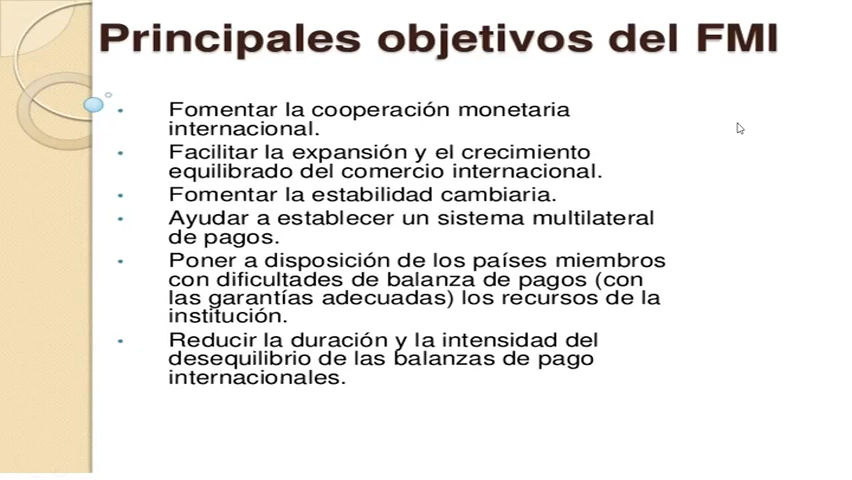 Principales objetivos del FMI
• Fomentar la cooperación monetaria
internacional.
• Facilitar la expansión y el crecimiento
equilibrado del comercio internacional.
• Fomentar la estabilidad cambiaria.
• Ayudar a establecer un sistema multilateral
de pagos.
• Poner a disposición de los países miembros
con dificultades de balanza de pagos (con
las garantías adecuadas) los recursos de la
institución.
• Reducir la duración y la intensidad del
desequilibrio de las balanzas de pago
internacionales.